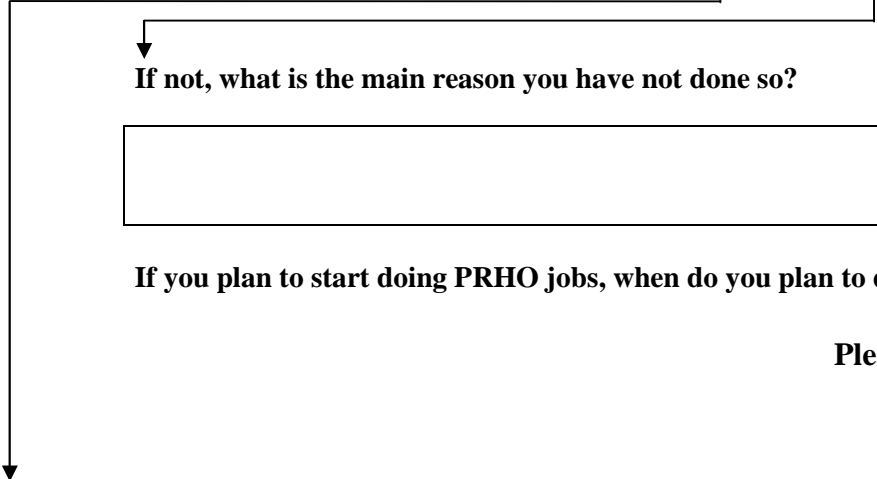 If not, what is the main reason you have not done so?
If you plan to start doing PRHO jobs, when do you plan to